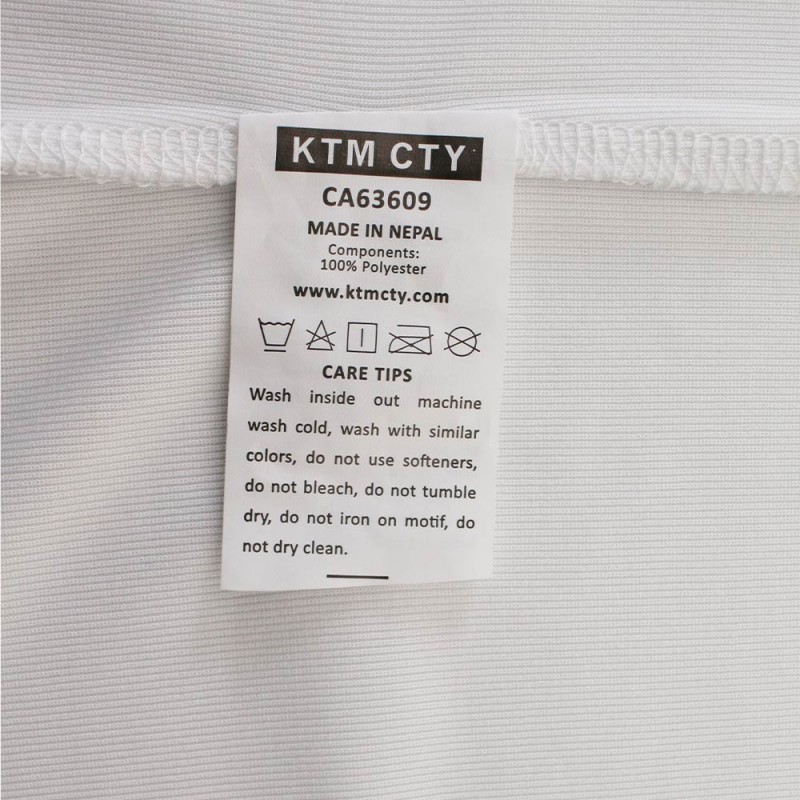 KTM CTY
CA63609
MADE IN NEPAL
Components:
100% Polyester
www.ktmcty.com
CARE TIPS
Wash inside out machine
wash cold, wash with similar
colors, do not use softeners,
do not bleach, do not tumble
dry, do not iron on motif, do
not dry clean.